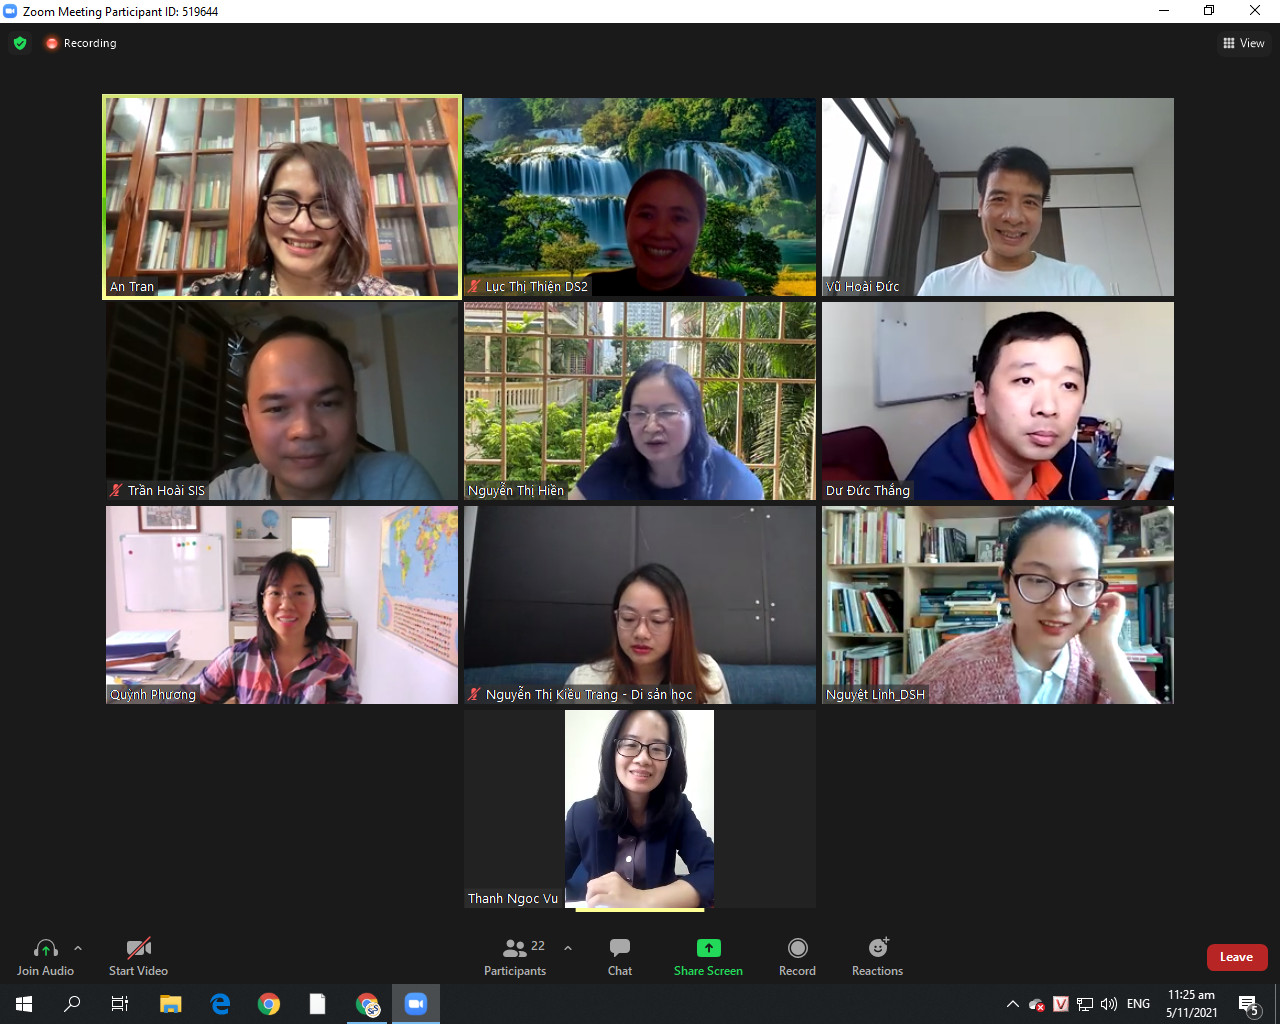 Zoom Meeting Participant ID: 519644
Recording
View
An Tran
Lục Thị Thiện DS2
Vũ Hoài Đức
Trần Hoài SIS
Nguyễn Thị Hiền
Dư Đức Thắng
Quỳnh Phương
Nguyễn Thị Kiều Trang - Di sản học
Nguyệt Linh_DSH
Thanh Ngoc Vu
Join Audio
Start Video
Participants
22
Chat
Share Screen
Record
Reactions
Leave
ENG
11:25 am
5/11/2021
5